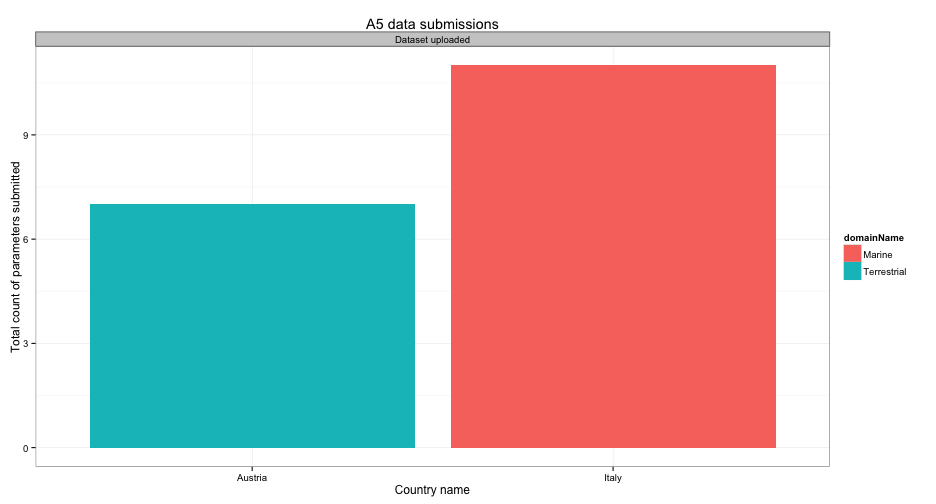 A5 data submissions
Dataset uploaded
Total count of parameters submitted
9
6
3
0
Austria
Italy
Country name
domainName
Marine
Terrestrial